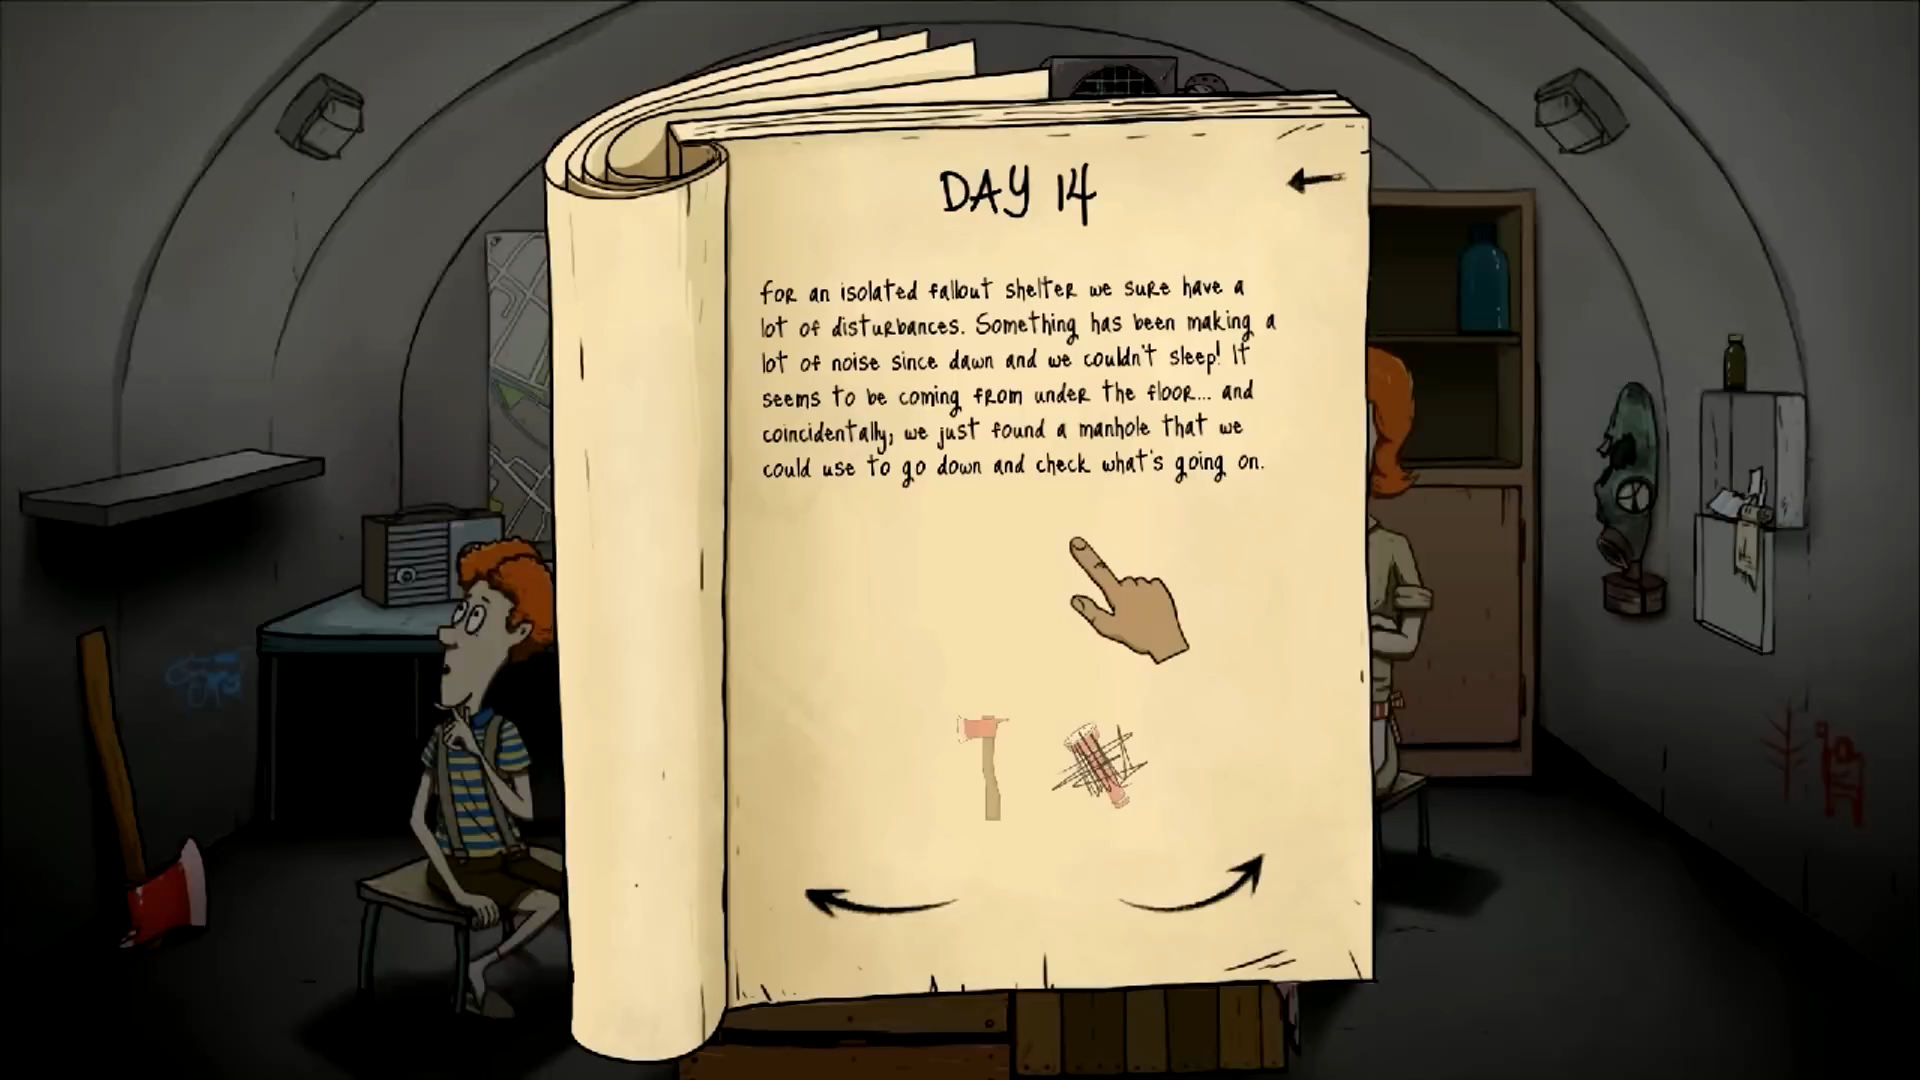 DAY 14
for an isolated fallout shelter we sure have a
lot of disturbances. Something has been making a
lot of noise since dawn and we couldn't sleep! It
seems to be coming from under the floor... and
coincidentally, we just found a manhole that we
could use to go down and check what's going on.